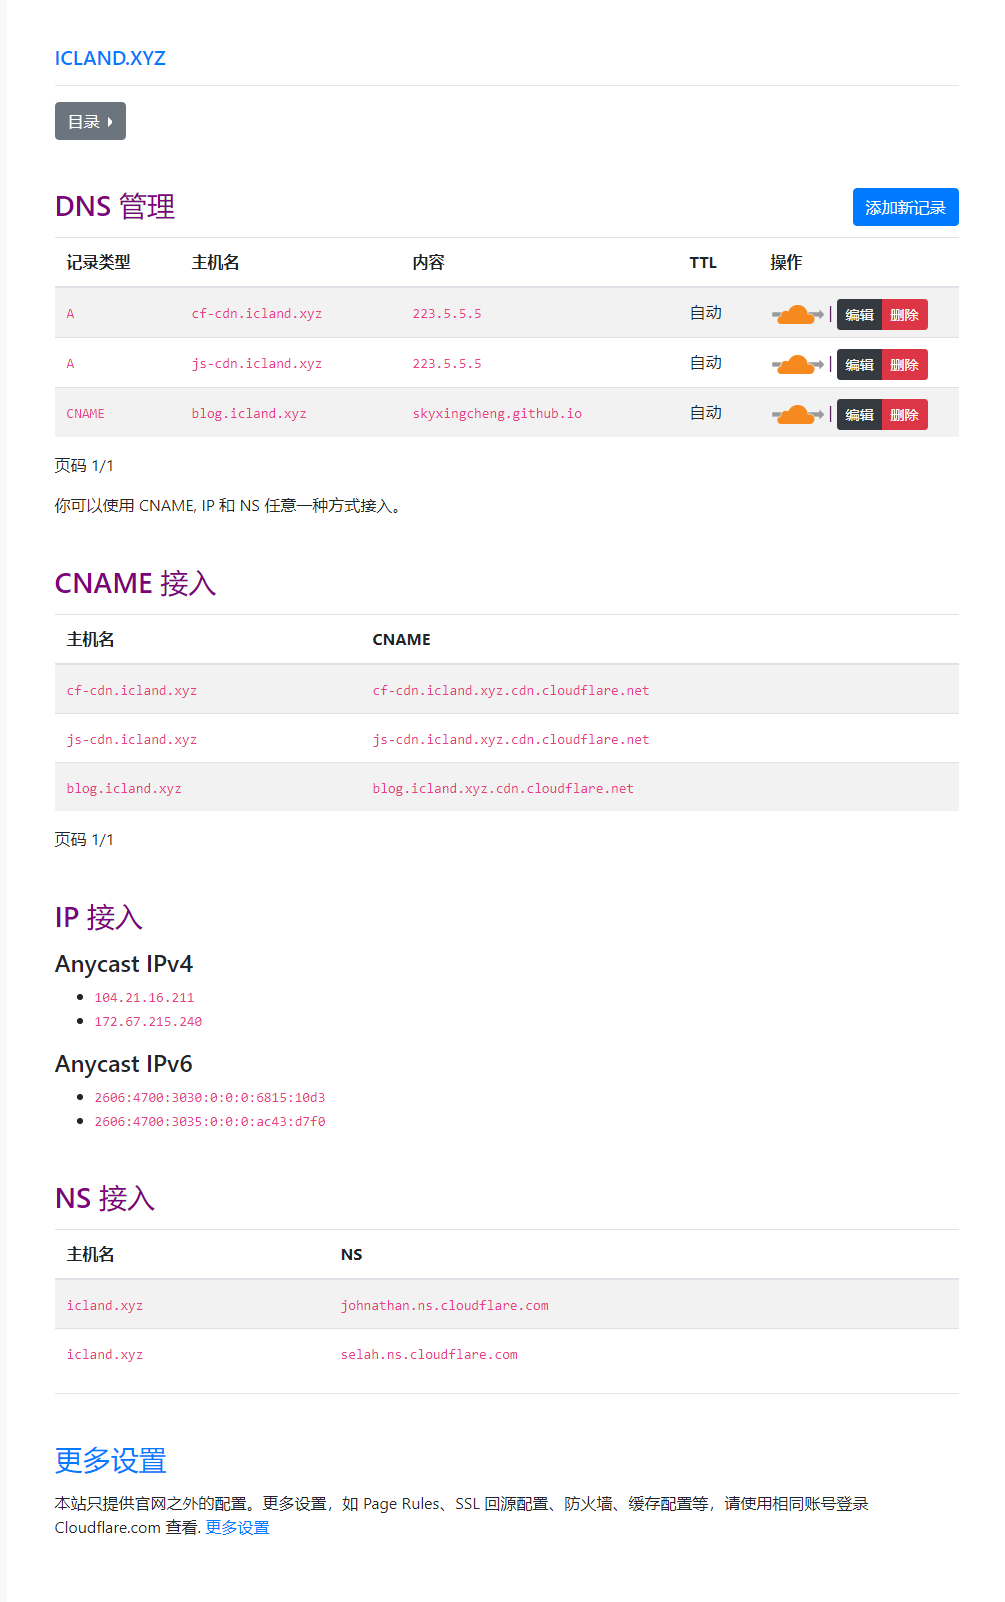 ICLAND.XYZ
目录
DNS 管理 添加新记录
记录类型 主机名 内容 TTL 操作
A cf-cdn.icland.xyz 223.5.5.5 自动 | 编辑 删除
A js-cdn.icland.xyz 223.5.5.5 自动 | 编辑 删除
CNAME blog.icland.xyz skyxingcheng.github.io 自动 | 编辑 删除
页码 1/1
你可以使用 CNAME, IP 和 NS 任意一种方式接入。
CNAME 接入
主机名 CNAME
cf-cdn.icland.xyz cf-cdn.icland.xyz.cdn.cloudflare.net
js-cdn.icland.xyz js-cdn.icland.xyz.cdn.cloudflare.net
blog.icland.xyz blog.icland.xyz.cdn.cloudflare.net
页码 1/1
IP 接入
Anycast IPv4
104.21.16.211
172.67.215.240
Anycast IPv6
2606:4700:3030:0:0:0:6815:10d3
2606:4700:3035:0:0:0:ac43:d7f0
NS 接入
主机名 NS
icland.xyz johnathan.ns.cloudflare.com
icland.xyz selah.ns.cloudflare.com
更多设置
本站只提供官网之外的配置。更多设置，如 Page Rules、SSL 回源配置、防火墙、缓存配置等，请使用相同账号登录
Cloudflare.com 查看. 更多设置